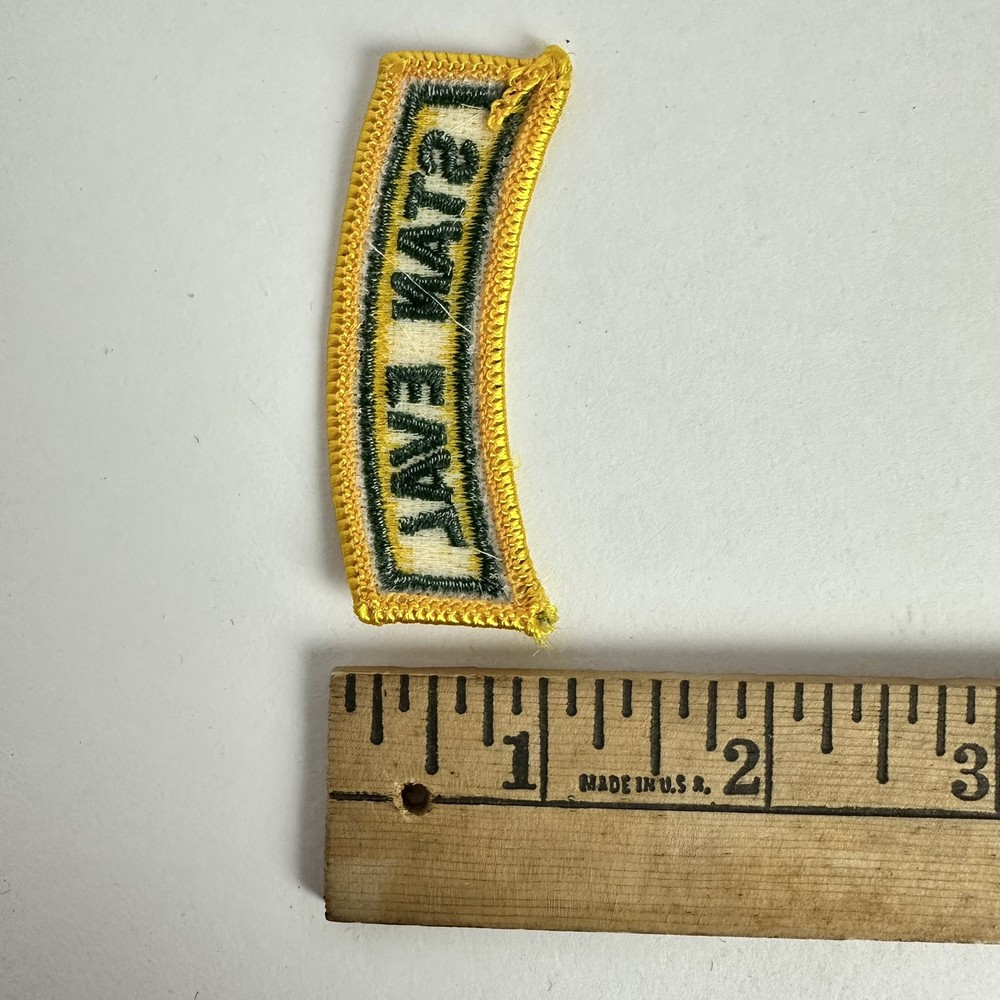 STAN EVAL
1 2 3
MADE IN U.S.A.